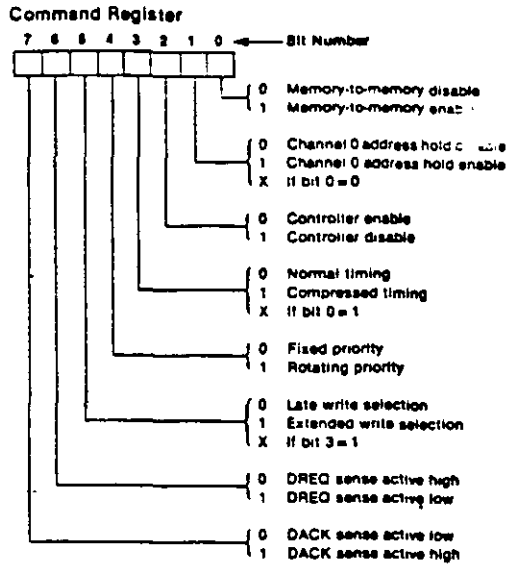 Command Register
7 6 5 4 3 2 1 0 Bit Number
0 Memory-to-memory disable
1 Memory-to-memory
0 Channel 0 address hold
1 Channel 0 address hold enable
X If bit 0 = 0
0 Controller enable
1 Controller disable
0 Normal timing
1 Compressed timing
X If bit 0 = 1
0 Fixed priority
1 Rotating priority
0 Late write selection
1 Extended write selection
X If bit 3 = 1
0 DREQ sense active high
1 DREQ sense active low
0 DACK sense active low
1 DACK sense active high